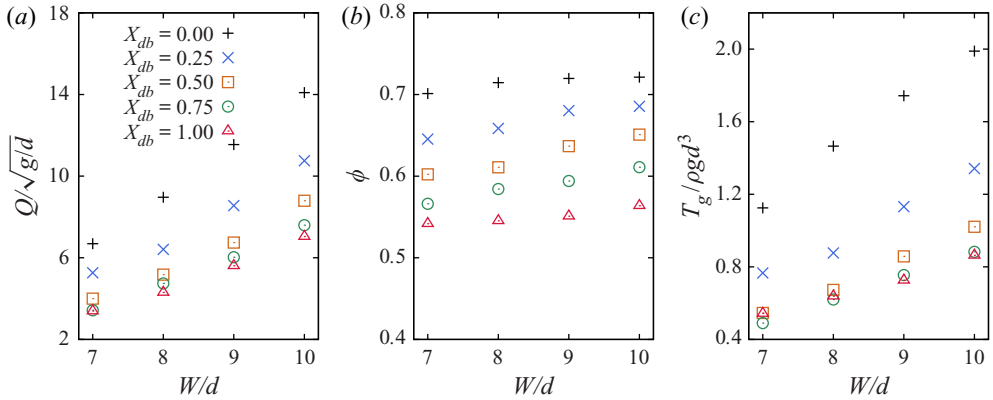 (a)
18
14
10
6
2
Q/√g/d
X_db = 0.00
X_db = 0.25
X_db = 0.50
X_db = 0.75
X_db = 1.00
7 8 9 10
W/d
(b)
0.8
0.7
0.6
0.5
0.4
ϕ
7 8 9 10
W/d
(c)
2.0
1.6
1.2
0.8
0.4
T_g/ρgd³
7 8 9 10
W/d